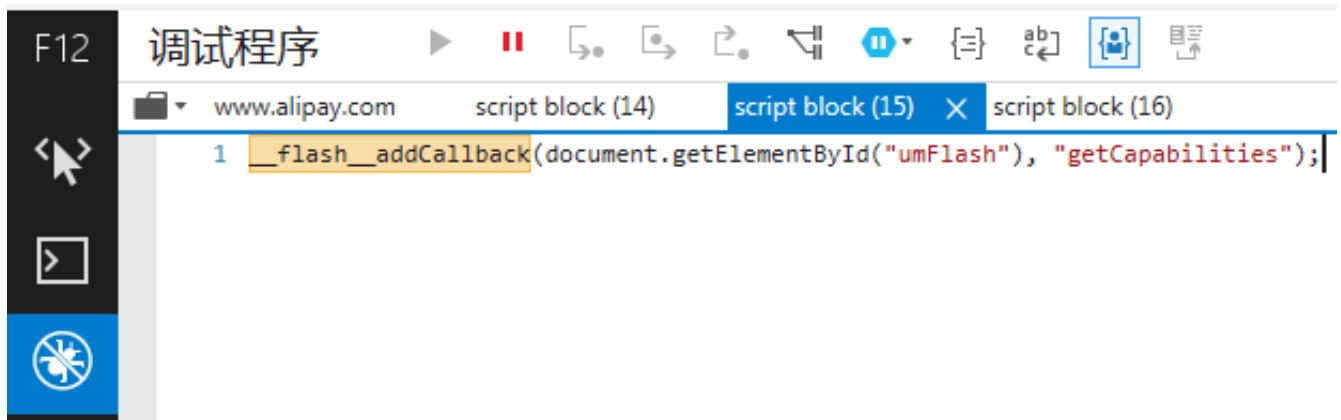 F12 调试程序
www.alipay.com script block (14) script block (15) script block (16)
1 __flash__addCallback(document.getElementById("umFlash"), "getCapabilities");